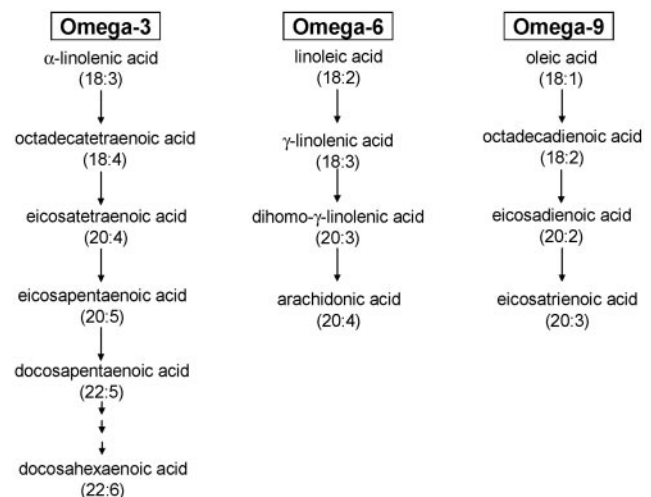 Omega-3
α-linolenic acid
(18:3)
octadecatetraenoic acid
(18:4)
eicosatetraenoic acid
(20:4)
eicosapentaenoic acid
(20:5)
docosapentaenoic acid
(22:5)
docosahexaenoic acid
(22:6)
Omega-6
linoleic acid
(18:2)
γ-linolenic acid
(18:3)
dihomo-γ-linolenic acid
(20:3)
arachidonic acid
(20:4)
Omega-9
oleic acid
(18:1)
octadecadienoic acid
(18:2)
eicosadienoic acid
(20:2)
eicosatrienoic acid
(20:3)